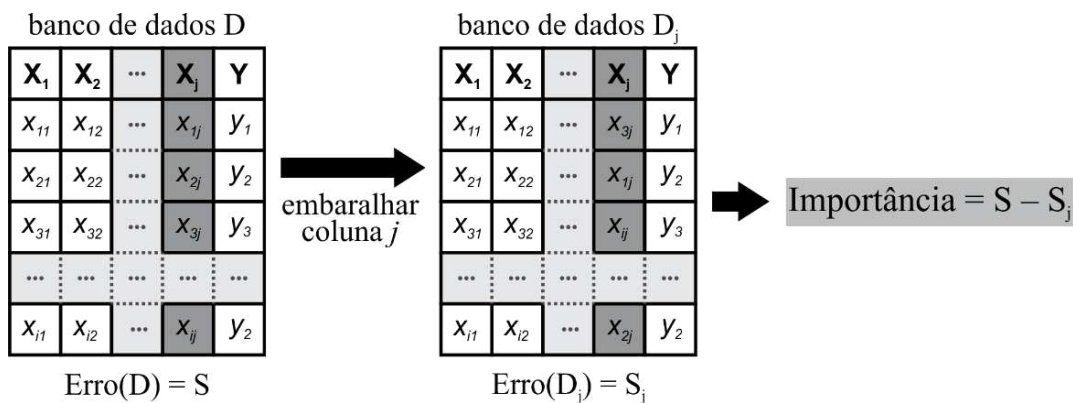 banco de dados D
X1 X2 ... Xj Y
x11 x12 ... x1j y1
x21 x22 ... x2j y2
x31 x32 ... x3j y3
... ... ... ... ...
xi1 xi2 ... xij y2
Erro(D) = S
embaralhar
coluna j
banco de dados Dj
X1 X2 ... Xj Y
x11 x12 ... x3j y1
x21 x22 ... x1j y2
x31 x32 ... xij y3
... ... ... ... ...
xi1 xi2 ... x2j y2
Erro(Dj) = Sj
Importância = S – Sj